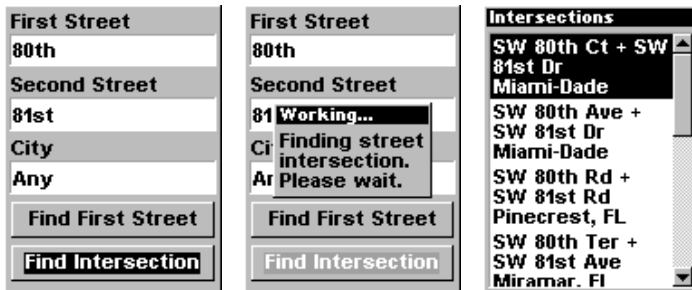 First Street
80th
Second Street
81st
City
Any
Find First Street
Find Intersection
First Street
80th
Second Street
81
Working...
Finding street
intersection.
Please wait.
Ci
Ar
Find First Street
Find Intersection
Intersections
SW 80th Ct + SW
81st Dr
Miami-Dade
SW 80th Ave +
SW 81st Dr
Miami-Dade
SW 80th Rd +
SW 81st Rd
Pinecrest, FL
SW 80th Ter +
SW 81st Ave
Miramar, FL